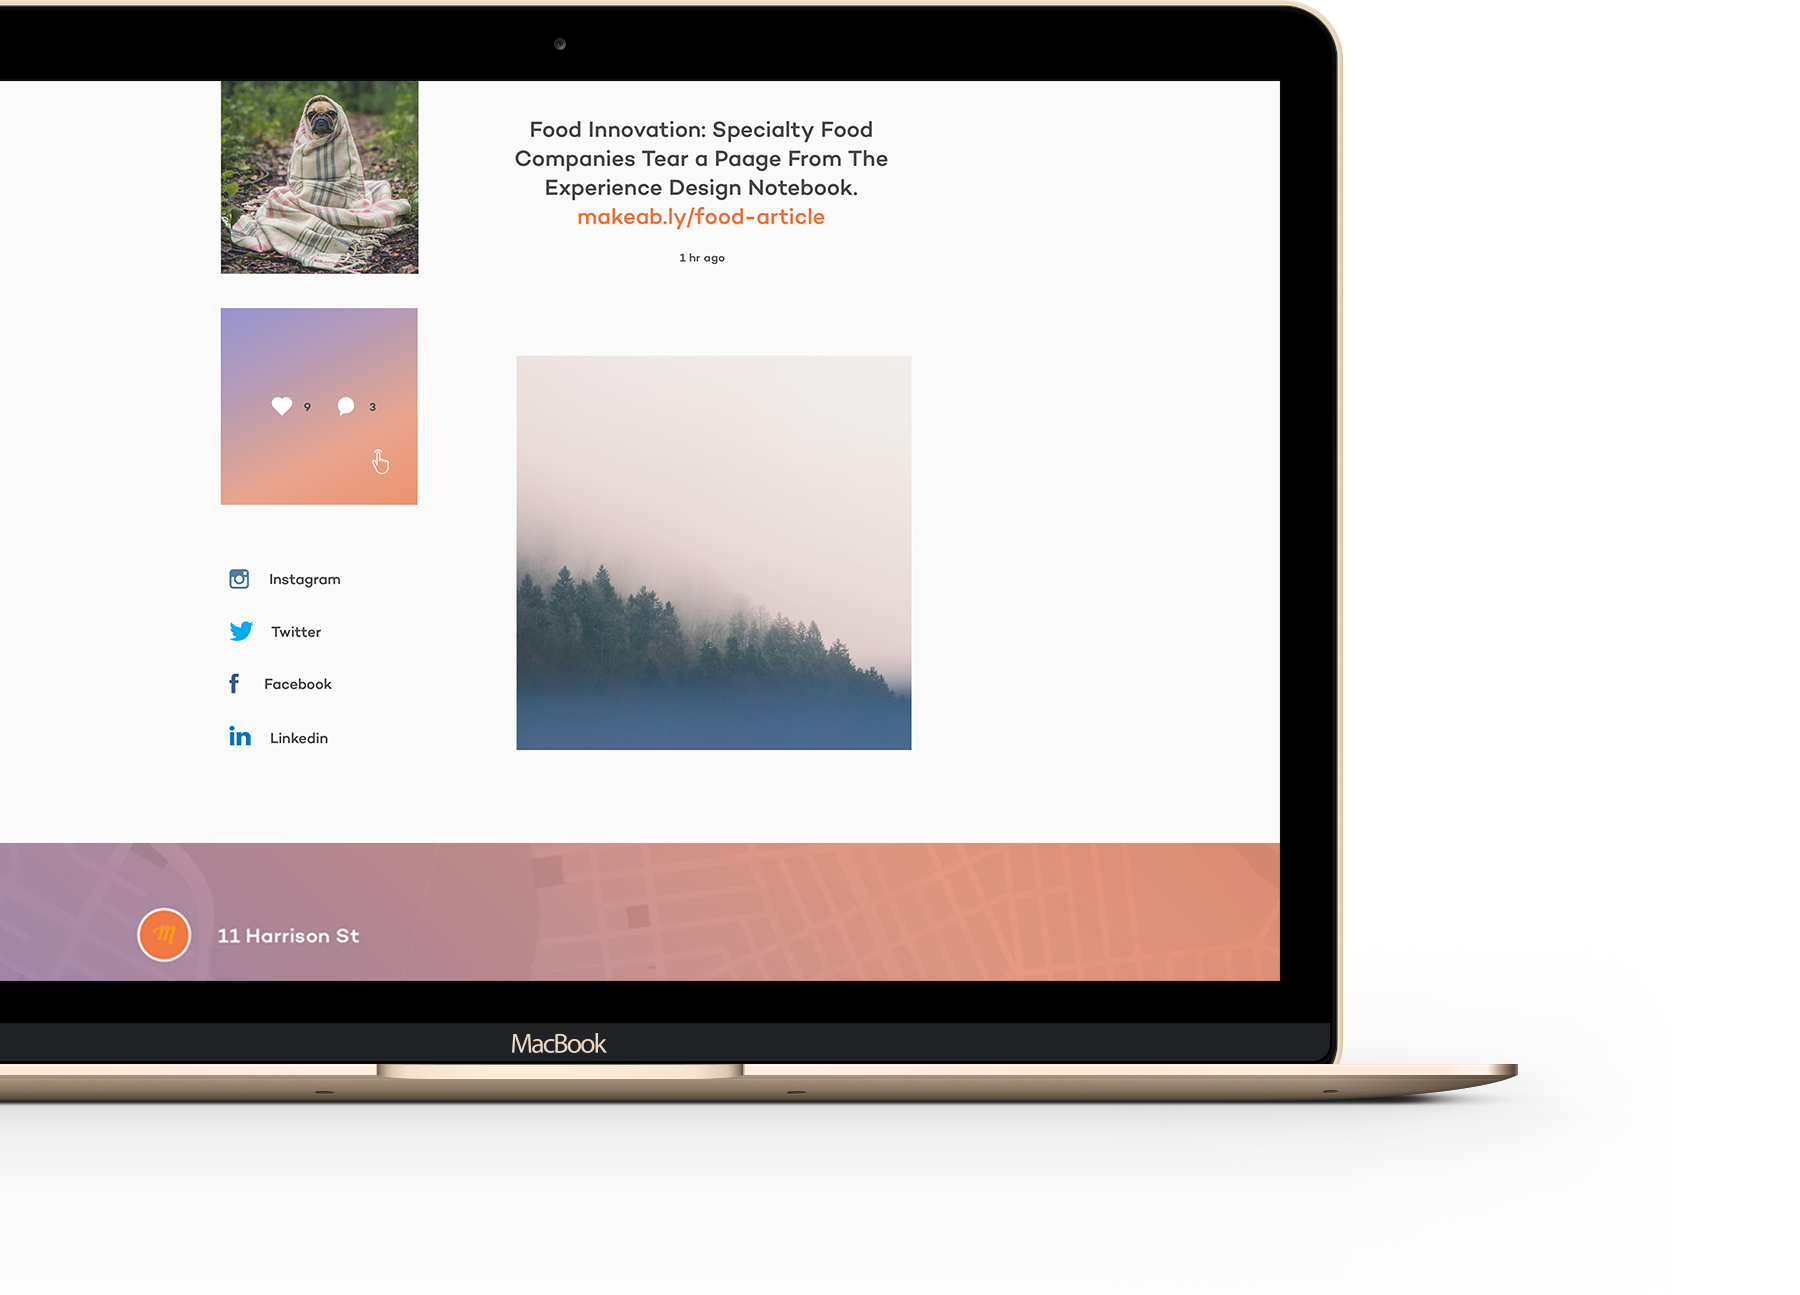 Food Innovation: Specialty Food
Companies Tear a Paage From The
Experience Design Notebook.
makeab.ly/food-article
1 hr ago
9 3
Instagram
Twitter
Facebook
Linkedin
m
11 Harrison St
MacBook